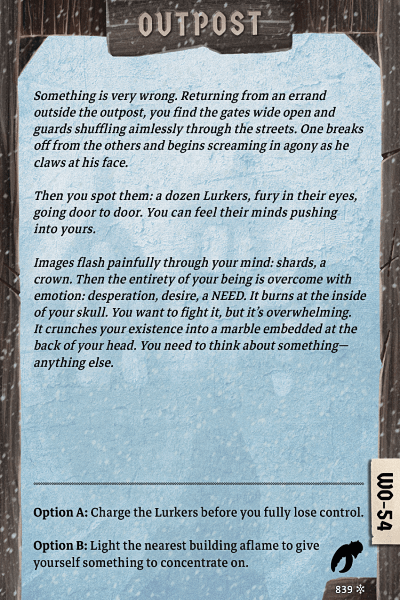 OUTPOST
Something is very wrong. Returning from an errand
outside the outpost, you find the gates wide open and
guards shuffling aimlessly through the streets. One breaks
off from the others and begins screaming in agony as he
claws at his face.
Then you spot them: a dozen Lurkers, fury in their eyes,
going door to door. You can feel their minds pushing
into yours.
Images flash painfully through your mind: shards, a
crown. Then the entirety of your being is overcome with
emotion: desperation, desire, a NEED. It burns at the inside
of your skull. You want to fight it, but it's overwhelming.
It crunches your existence into a marble embedded at the
back of your head. You need to think about something—
anything else.
Option A: Charge the Lurkers before you fully lose control.
Option B: Light the nearest building aflame to give
yourself something to concentrate on.
WO-54
839